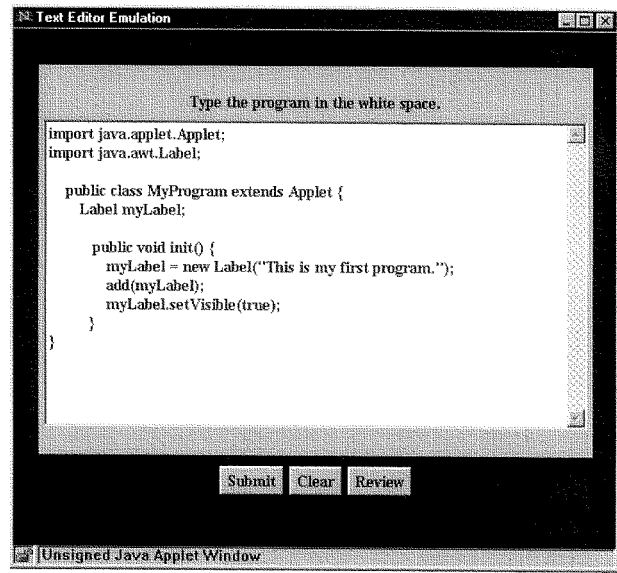 Text Editor Emulation
Type the program in the white space.
import java.applet.Applet;
import java.awt.Label;
public class MyProgram extends Applet {
Label myLabel;
public void init() {
myLabel = new Label("This is my first program.");
add(myLabel);
myLabel.setVisible(true);
}
}
Submit Clear Review
Unsigned Java Applet Window